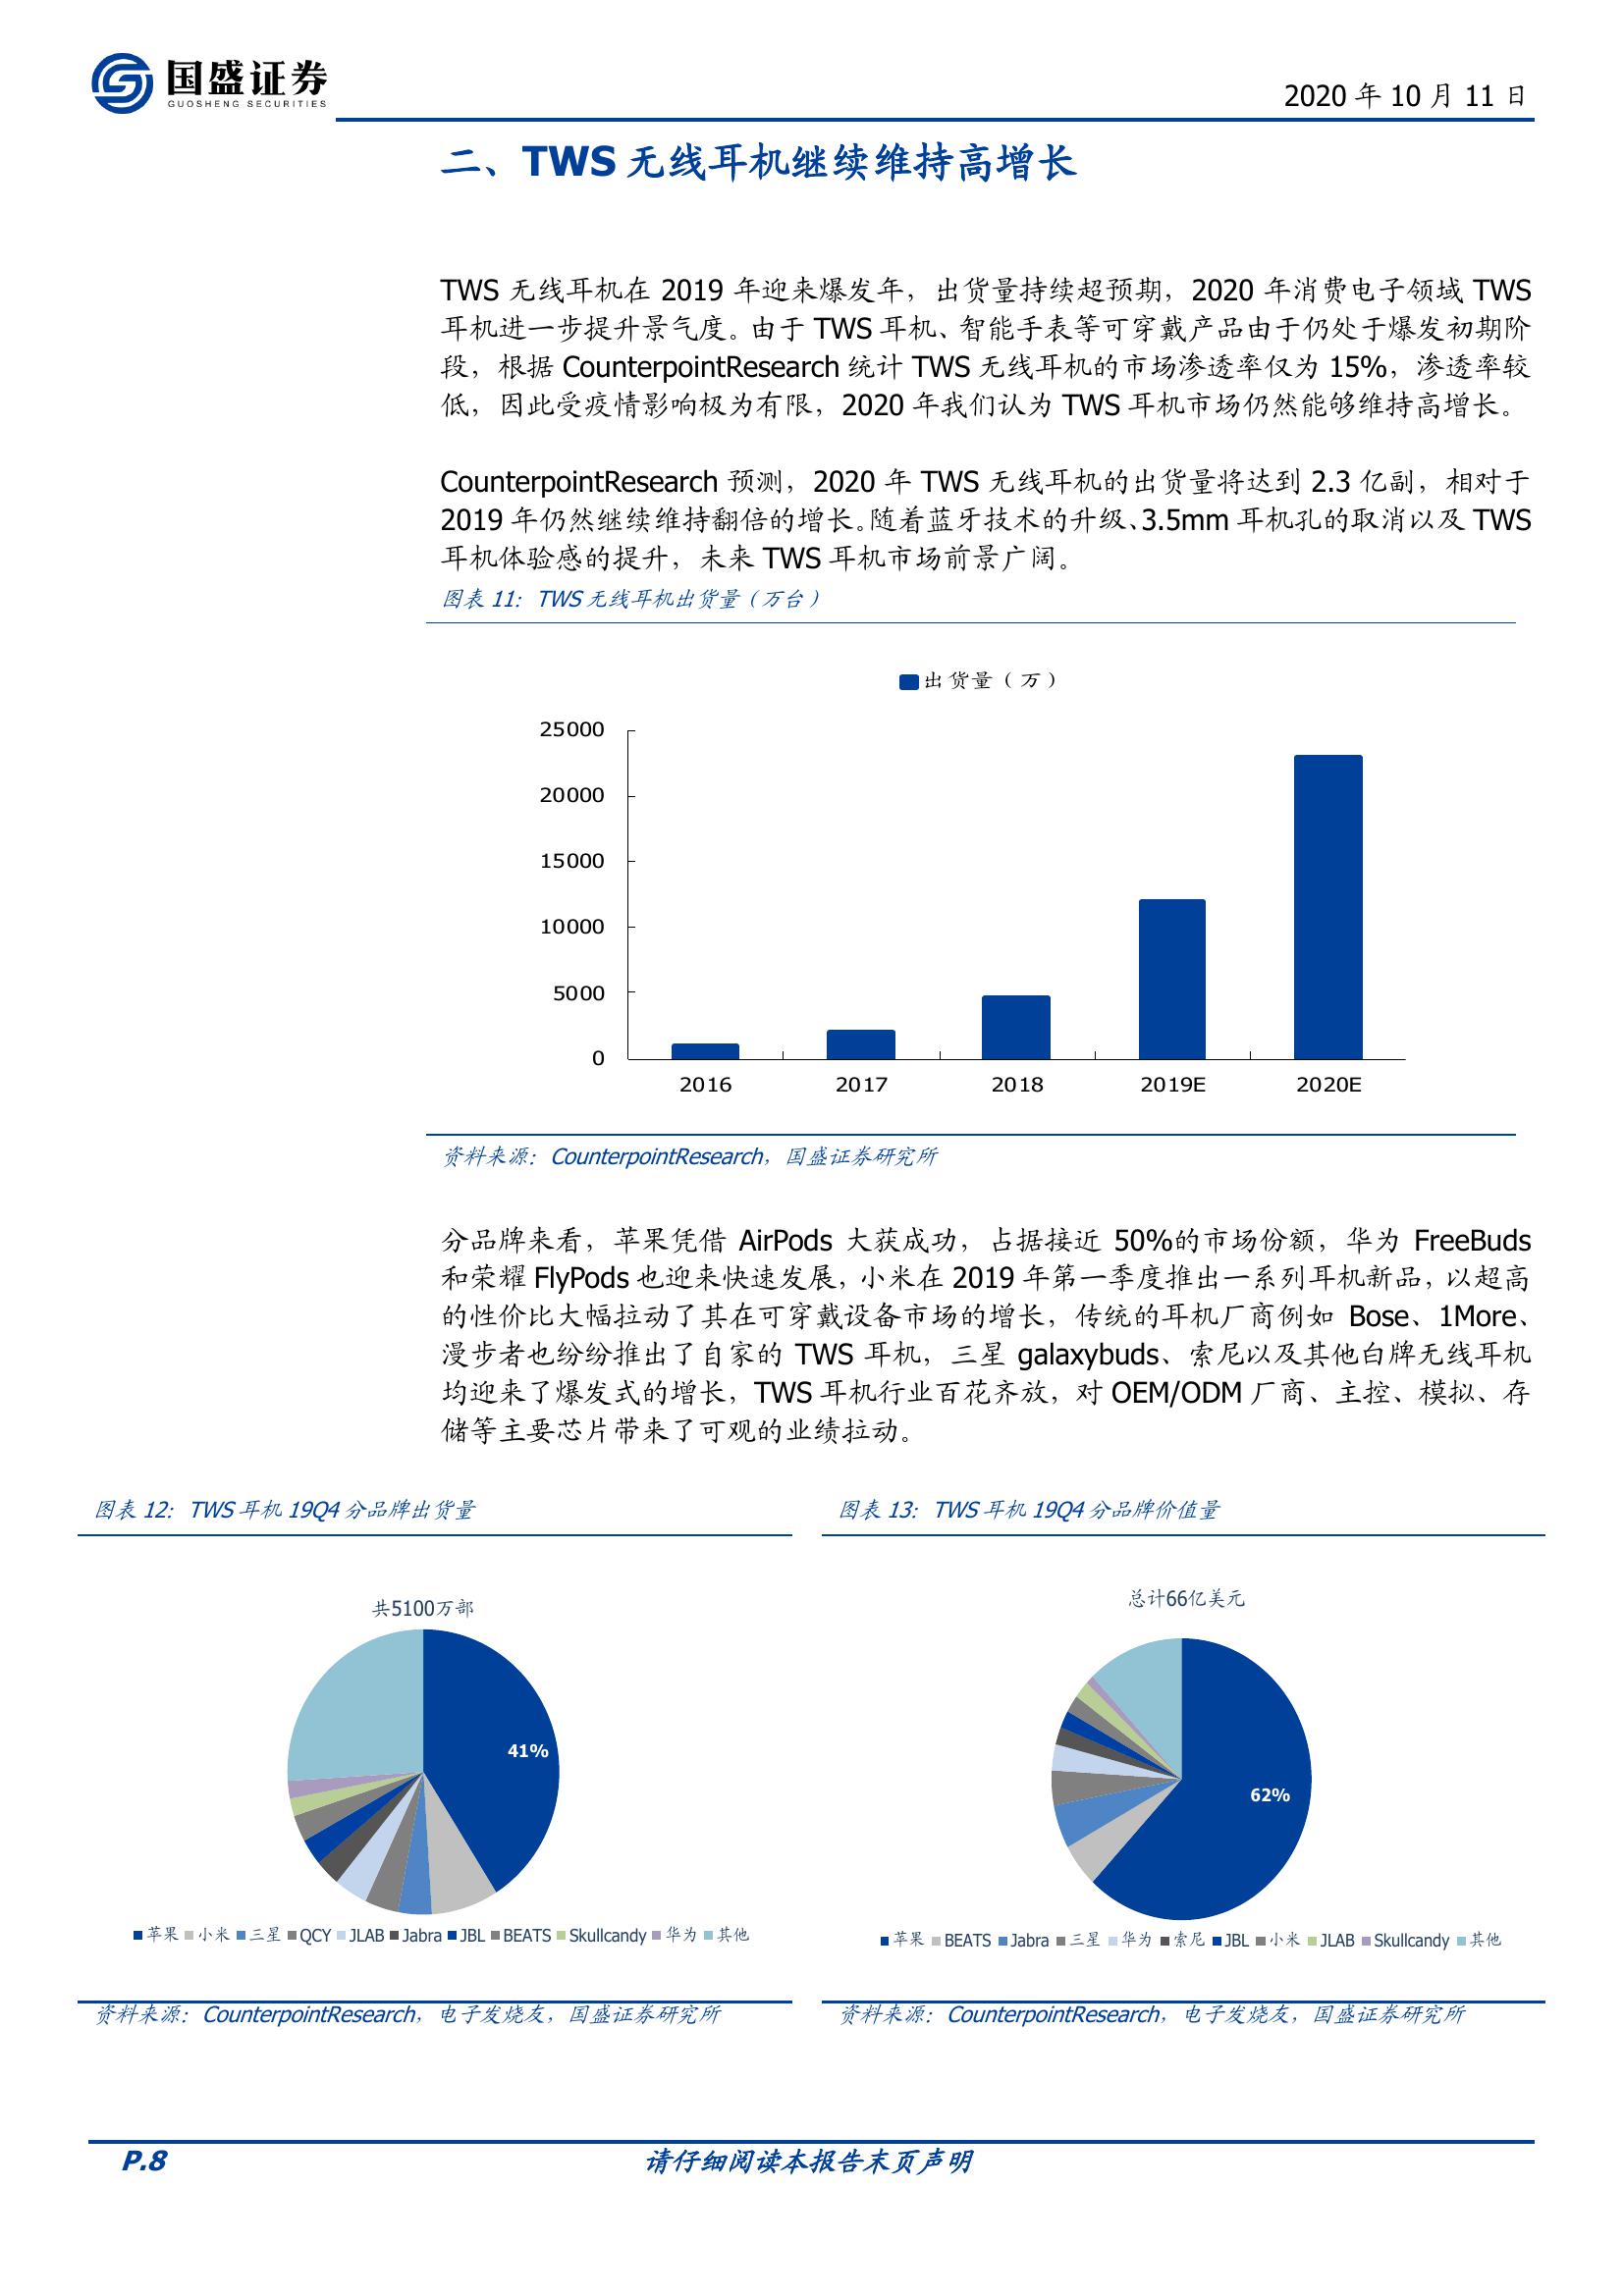 国盛证券
GUOSHENG SECURITIES
2020 年 10 月 11 日
二、TWS 无线耳机继续维持高增长
TWS 无线耳机在 2019 年迎来爆发年，出货量持续超预期，2020 年消费电子领域 TWS
耳机进一步提升景气度。由于 TWS 耳机、智能手表等可穿戴产品由于仍处于爆发初期阶
段，根据 CounterpointResearch 统计 TWS 无线耳机的市场渗透率仅为 15%，渗透率较
低，因此受疫情影响极为有限，2020 年我们认为 TWS 耳机市场仍然能够维持高增长。
CounterpointResearch 预测，2020 年 TWS 无线耳机的出货量将达到 2.3 亿副，相对于
2019 年仍然继续维持翻倍的增长。随着蓝牙技术的升级、3.5mm 耳机孔的取消以及 TWS
耳机体验感的提升，未来 TWS 耳机市场前景广阔。
图表 11：TWS 无线耳机出货量（万台）
出货量（万）
25000
20000
15000
10000
5000
0
2016 2017 2018 2019E 2020E
资料来源：CounterpointResearch，国盛证券研究所
分品牌来看，苹果凭借 AirPods 大获成功，占据接近 50%的市场份额，华为 FreeBuds
和荣耀 FlyPods 也迎来快速发展，小米在 2019 年第一季度推出一系列耳机新品，以超高
的性价比大幅拉动了其在可穿戴设备市场的增长，传统的耳机厂商例如 Bose、1More、
漫步者也纷纷推出了自家的 TWS 耳机，三星 galaxybuds、索尼以及其他白牌无线耳机
均迎来了爆发式的增长，TWS 耳机行业百花齐放，对 OEM/ODM 厂商、主控、模拟、存
储等主要芯片带来了可观的业绩拉动。
图表 12：TWS 耳机 19Q4 分品牌出货量
共5100万部
41%
苹果 小米 三星 QCY JLAB Jabra JBL BEATS Skullcandy 华为 其他
资料来源：CounterpointResearch，电子发烧友，国盛证券研究所
图表 13：TWS 耳机 19Q4 分品牌价值量
总计66亿美元
62%
苹果 BEATS Jabra 三星 华为 索尼 JBL 小米 JLAB Skullcandy 其他
资料来源：CounterpointResearch，电子发烧友，国盛证券研究所
P.8
请仔细阅读本报告末页声明